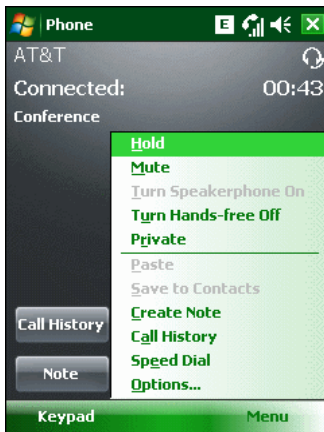 Phone
E
AT&T
Connected: 00:43
Conference
Hold
Mute
Turn Speakerphone On
Turn Hands-free Off
Private
Paste
Save to Contacts
Create Note
Call History
Speed Dial
Options...
Call History
Note
Keypad Menu